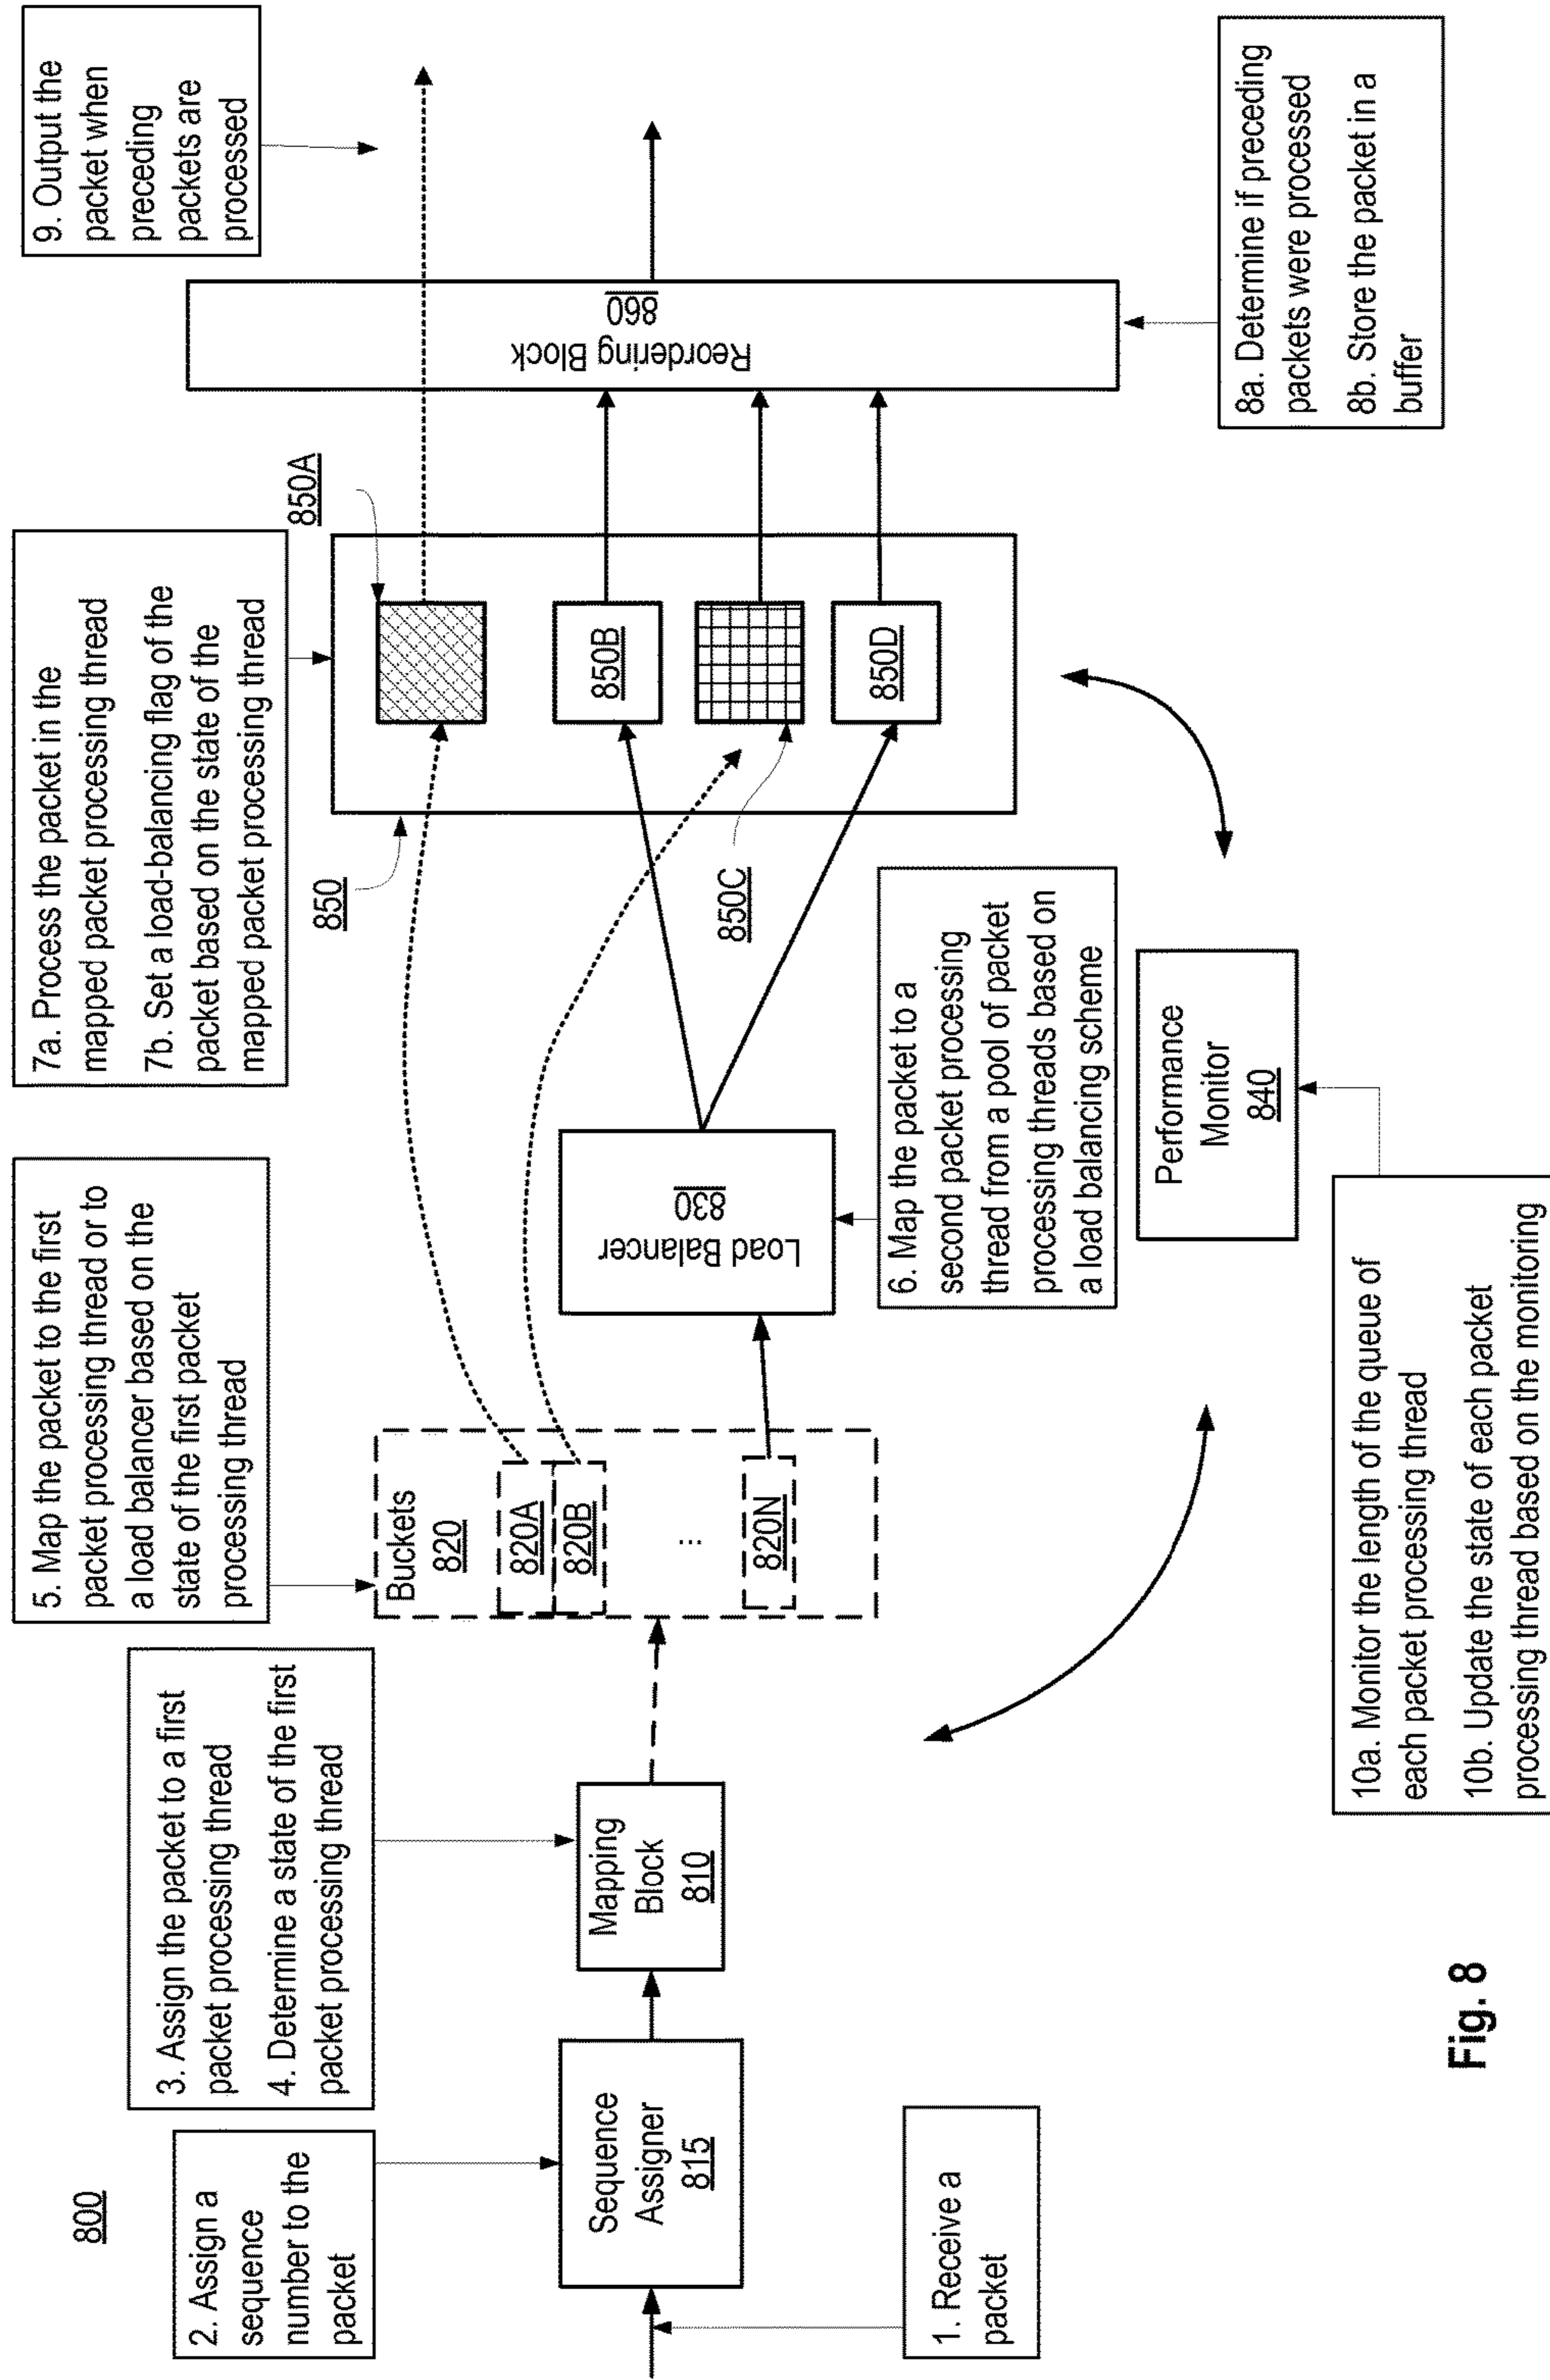 800
2. Assign a
sequence
number to the
packet
3. Assign the packet to a first
packet processing thread
4. Determine a state of the first
packet processing thread
5. Map the packet to the first
packet processing thread or to
a load balancer based on the
state of the first packet
processing thread
7a. Process the packet in the
mapped packet processing thread
7b. Set a load-balancing flag of the
packet based on the state of the
mapped packet processing thread
9. Output the
packet when
preceding
packets are
processed
Sequence
Assigner
815
Mapping
Block
810
Buckets
820
820A
820B
...
820N
Load Balancer
830
850
850A
850B
850C
850D
Reordering Block
860
1. Receive a
packet
6. Map the packet to a
second packet processing
thread from a pool of packet
processing threads based on
a load balancing scheme
8a. Determine if preceding
packets were processed
8b. Store the packet in a
buffer
Performance
Monitor
840
10a. Monitor the length of the queue of
each packet processing thread
10b. Update the state of each packet
processing thread based on the monitoring
Fig. 8